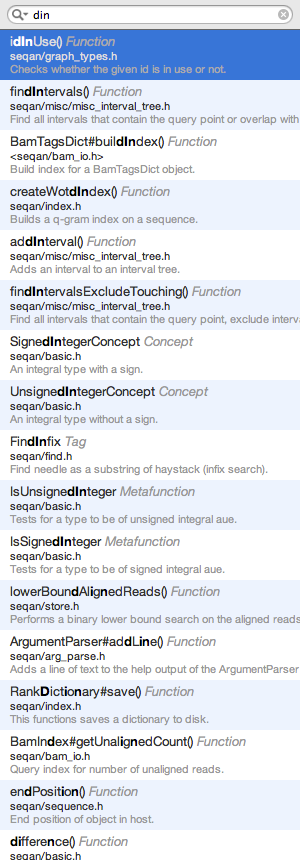 din
idInUse() Function
seqan/graph_types.h
Checks whether the given id is in use or not.
findIntervals() Function
seqan/misc/misc_interval_tree.h
Find all intervals that contain the query point or overlap with
BamTagsDict#buildIndex() Function
<seqan/bam_io.h>
Build index for a BamTagsDict object.
createWotdIndex() Function
seqan/index.h
Builds a q-gram index on a sequence.
addInterval() Function
seqan/misc/misc_interval_tree.h
Adds an interval to an interval tree.
findIntervalsExcludeTouching() Function
seqan/misc/misc_interval_tree.h
Find all intervals that contain the query point, exclude interva
SignedIntegerConcept Concept
seqan/basic.h
An integral type with a sign.
UnsignedIntegerConcept Concept
seqan/basic.h
An integral type without a sign.
FindInfix Tag
seqan/find.h
Find needle as a substring of haystack (infix search).
IsUnsignedInteger Metafunction
seqan/basic.h
Tests for a type to be of unsigned integral aue.
IsSignedInteger Metafunction
seqan/basic.h
Tests for a type to be of signed integral aue.
lowerBoundAlignedReads() Function
seqan/store.h
Performs a binary lower bound search on the aligned reads
ArgumentParser#addLine() Function
seqan/arg_parse.h
Adds a line of text to the help output of the ArgumentParser
RankDictionary#save() Function
seqan/index.h
This functions saves a dictionary to disk.
BamIndex#getUnalignedCount() Function
seqan/bam_io.h
Query index for number of unaligned reads.
endPosition() Function
seqan/sequence.h
End position of object in host.
difference() Function
seqan/basic.h